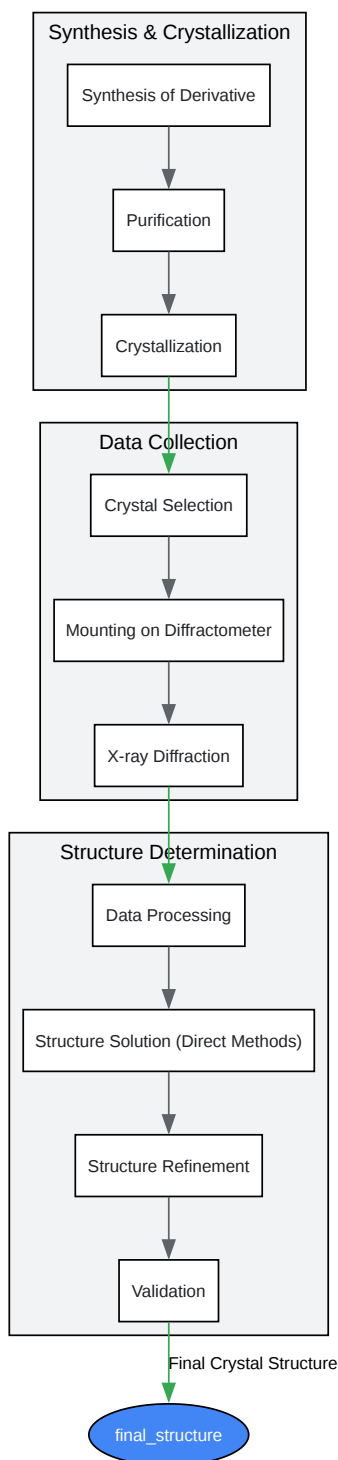 Synthesis & Crystallization
Synthesis of Derivative
Purification
Crystallization
Data Collection
Crystal Selection
Mounting on Diffractometer
X-ray Diffraction
Structure Determination
Data Processing
Structure Solution (Direct Methods)
Structure Refinement
Validation
Final Crystal Structure
final_structure